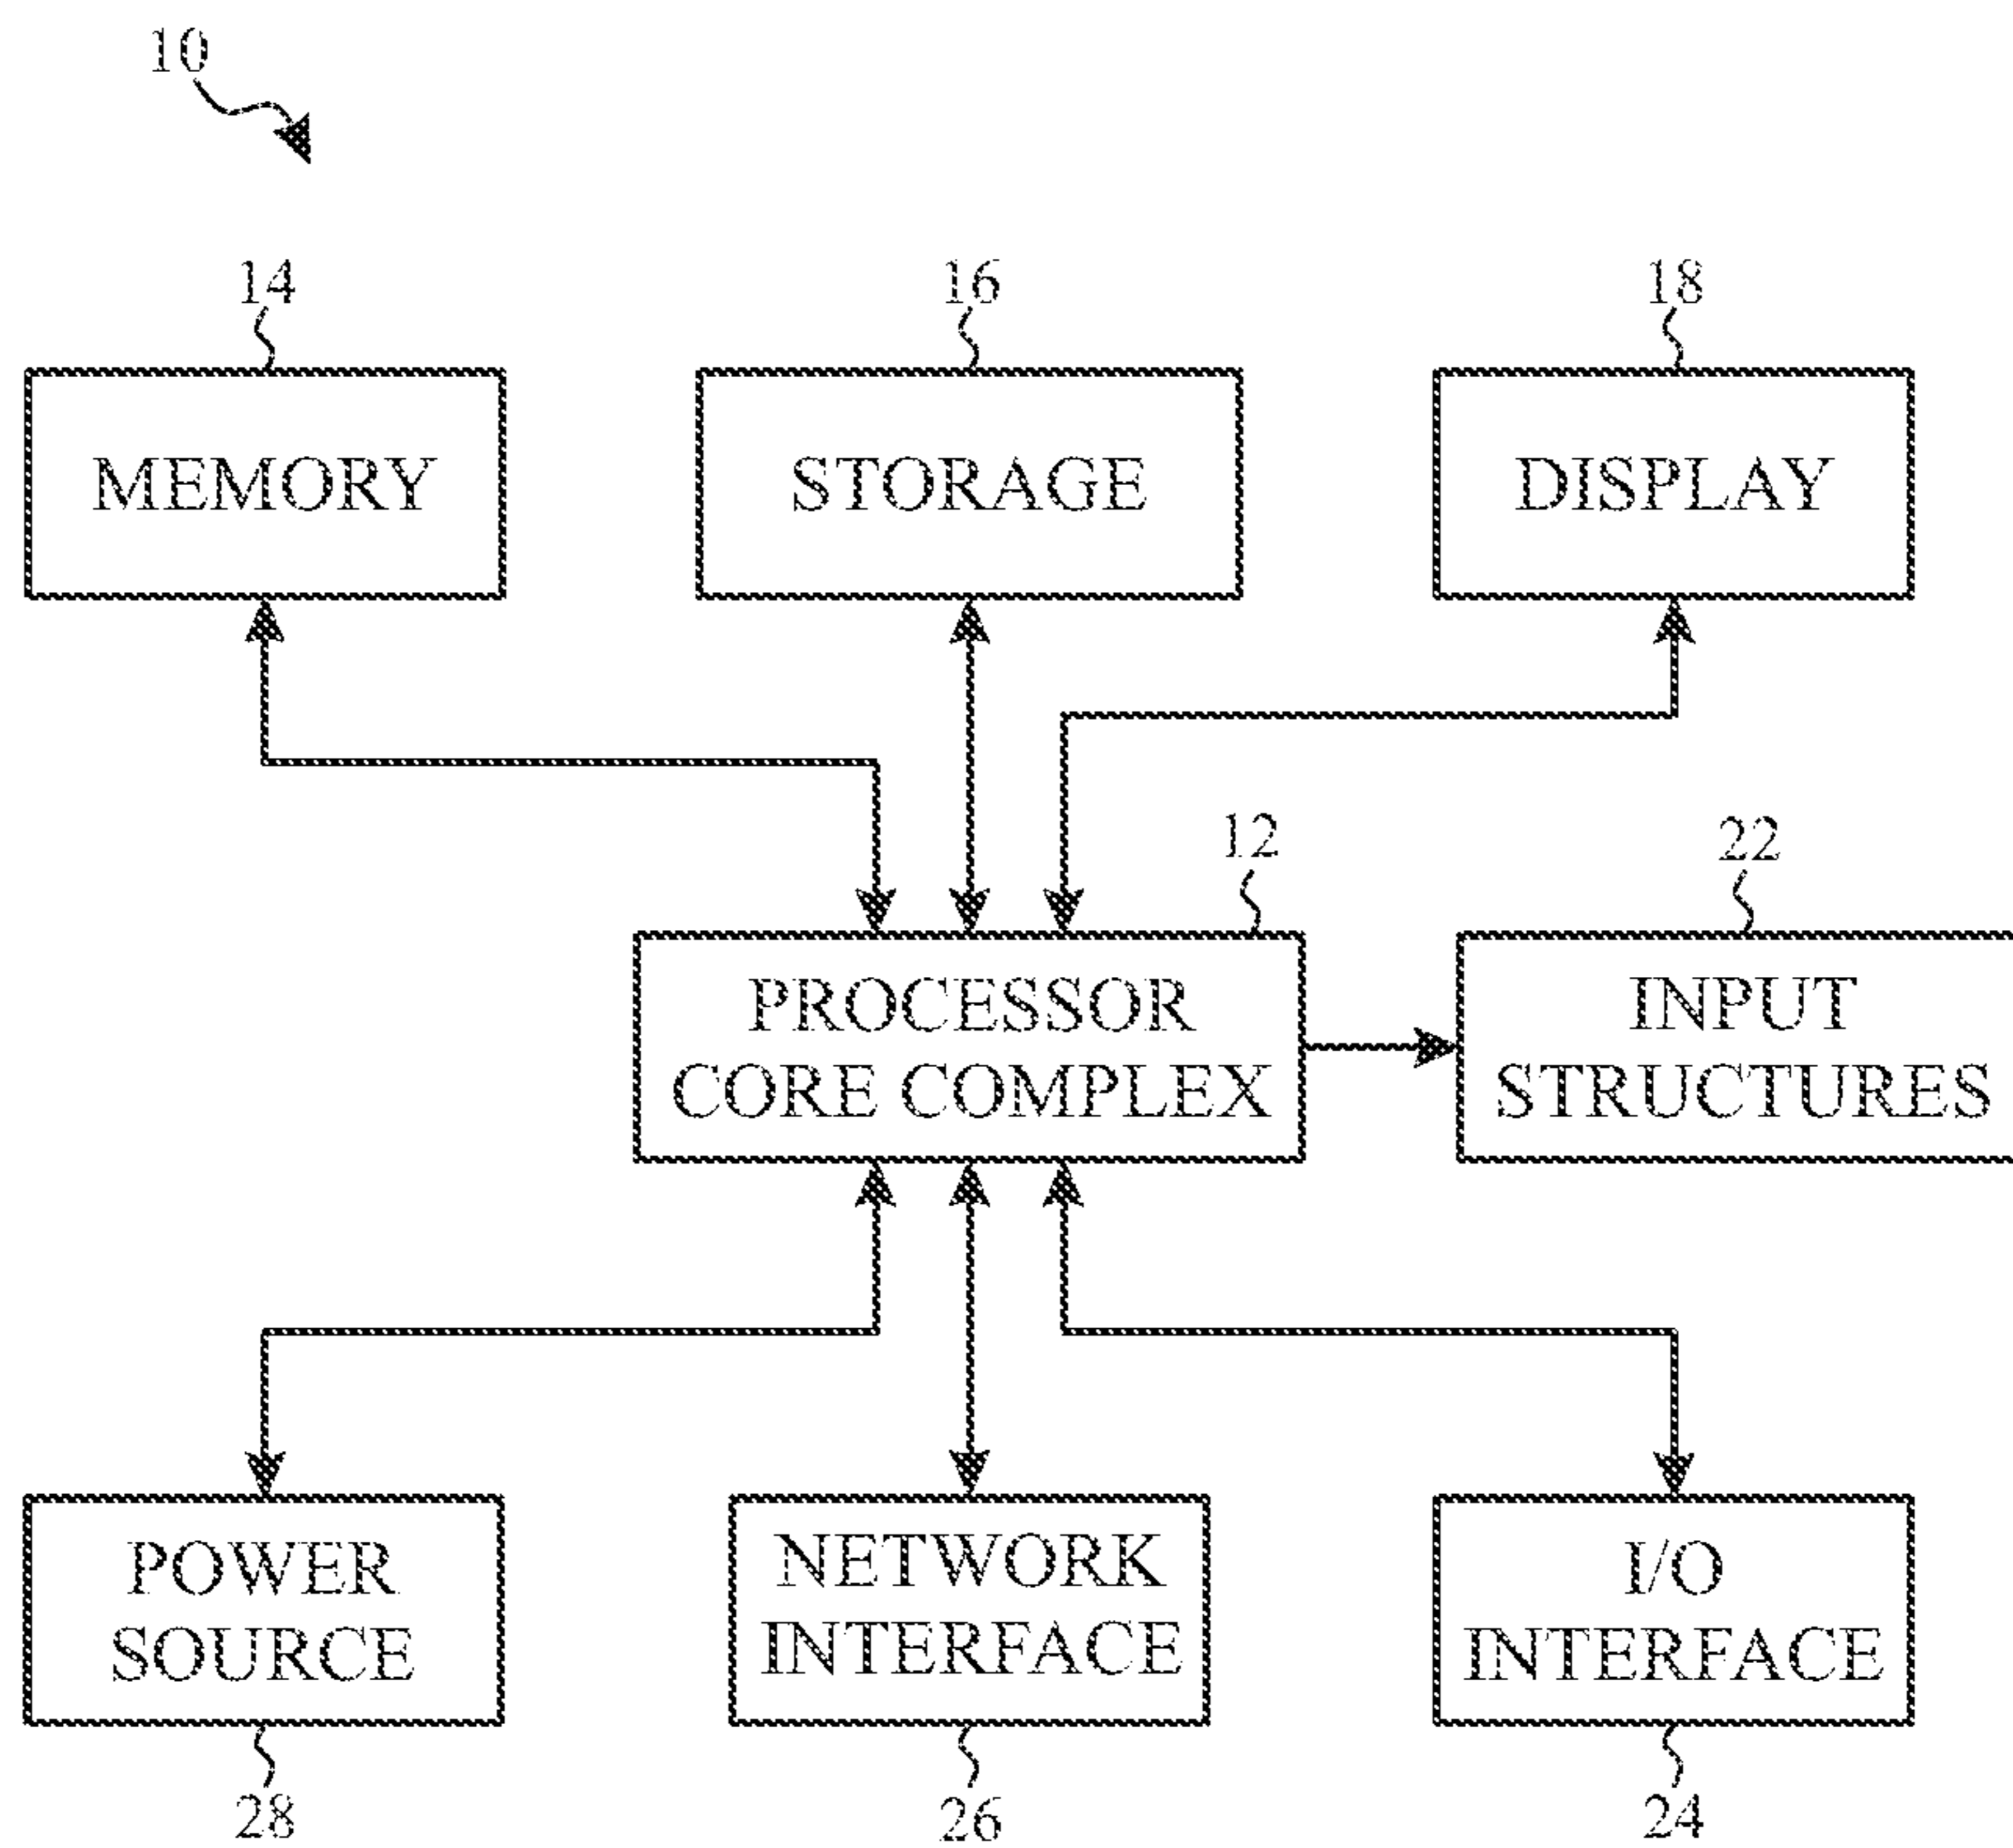 10
14
16
18
MEMORY
STORAGE
DISPLAY
12
22
PROCESSOR
CORE COMPLEX
INPUT
STRUCTURES
POWER
SOURCE
NETWORK
INTERFACE
I/O
INTERFACE
28
26
24